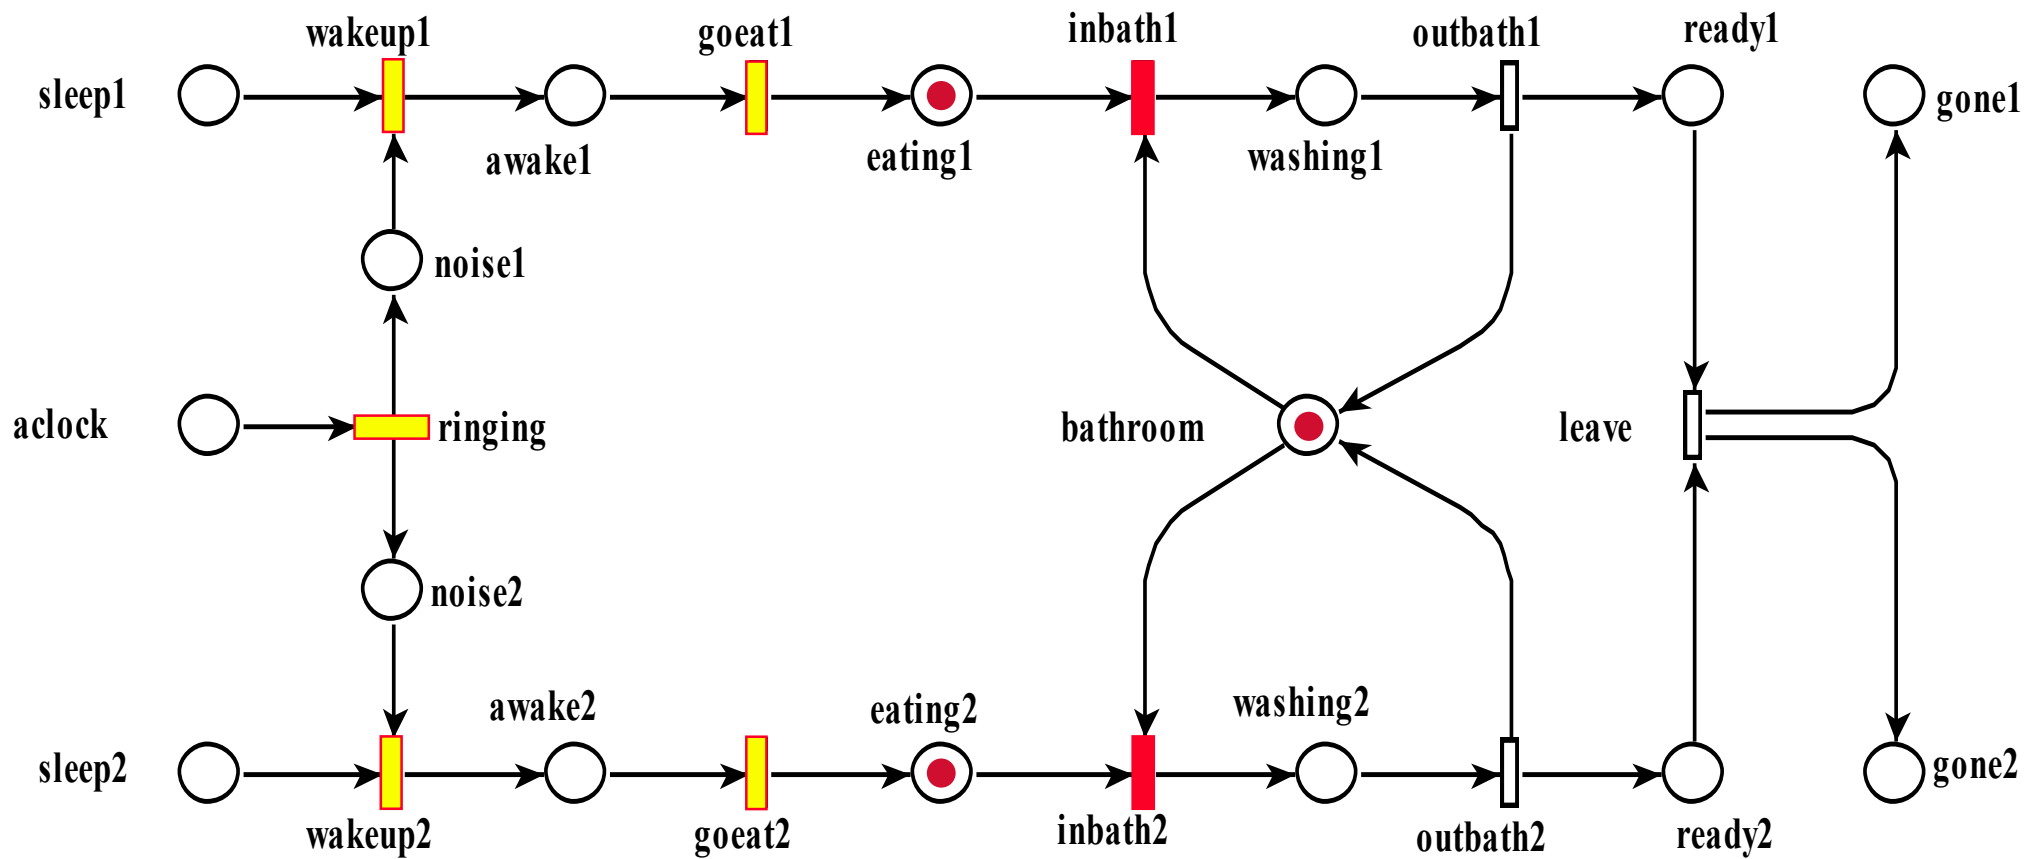 wakeup1
goeat1
inbath1
outbath1
ready1
sleep1
gone1
awake1
eating1
washing1
noise1
aclock
ringing
bathroom
leave
noise2
awake2
eating2
washing2
sleep2
gone2
wakeup2
goeat2
inbath2
outbath2
ready2